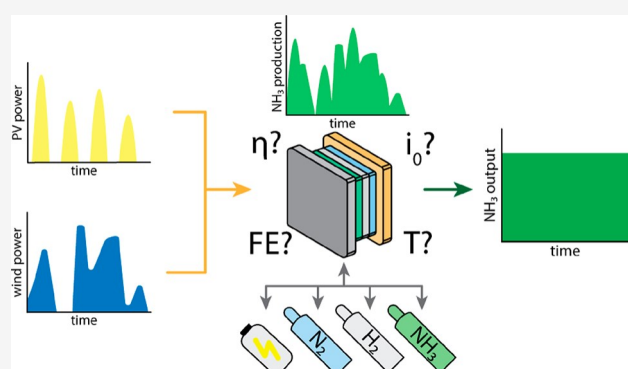 NH₃ production
time
PV power
time
η?
i₀?
NH₃ output
time
FE?
T?
wind power
time
N₂
H₂
NH₃